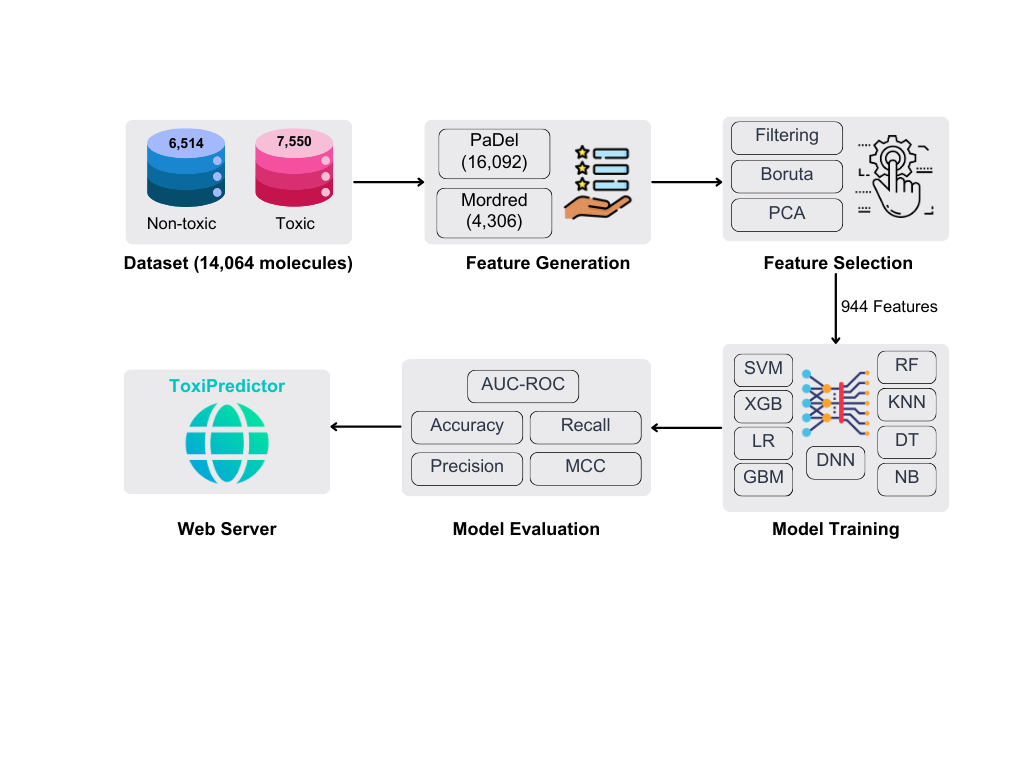 6,514
7,550
Non-toxic
Toxic
Dataset (14,064 molecules)
PaDel
(16,092)
Mordred
(4,306)
Feature Generation
Filtering
Boruta
PCA
Feature Selection
944 Features
SVM
XGB
LR
GBM
DNN
RF
KNN
DT
NB
Model Training
AUC-ROC
Accuracy
Recall
Precision
MCC
Model Evaluation
ToxiPredictor
Web Server